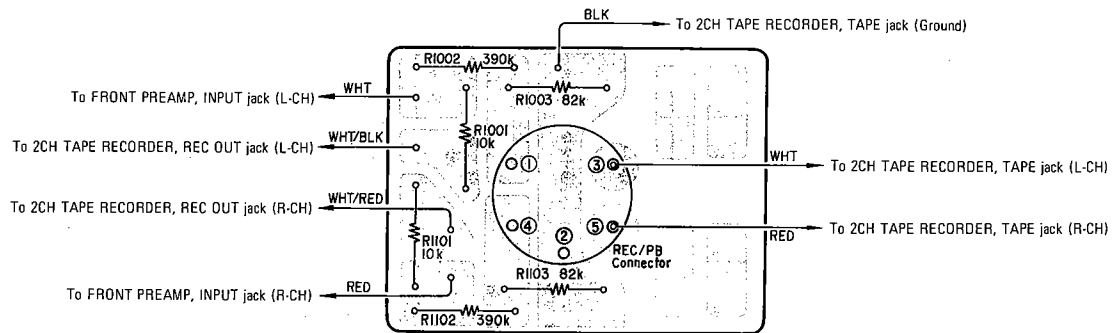 BLK
To 2CH TAPE RECORDER, TAPE jack (Ground)
R1002 390k
WHT
To FRONT PREAMP, INPUT jack (L-CH)
R1003 82k
R1001
10k
WHT/BLK
To 2CH TAPE RECORDER, REC OUT jack (L-CH)
① ③
WHT
To 2CH TAPE RECORDER, TAPE jack (L-CH)
WHT/RED
To 2CH TAPE RECORDER, REC OUT jack (R-CH)
④ ② ⑤
RED
To 2CH TAPE RECORDER, TAPE jack (R-CH)
R1101
10k
REC/PB
Connector
R1103 82k
RED
To FRONT PREAMP, INPUT jack (R-CH)
R1102 390k